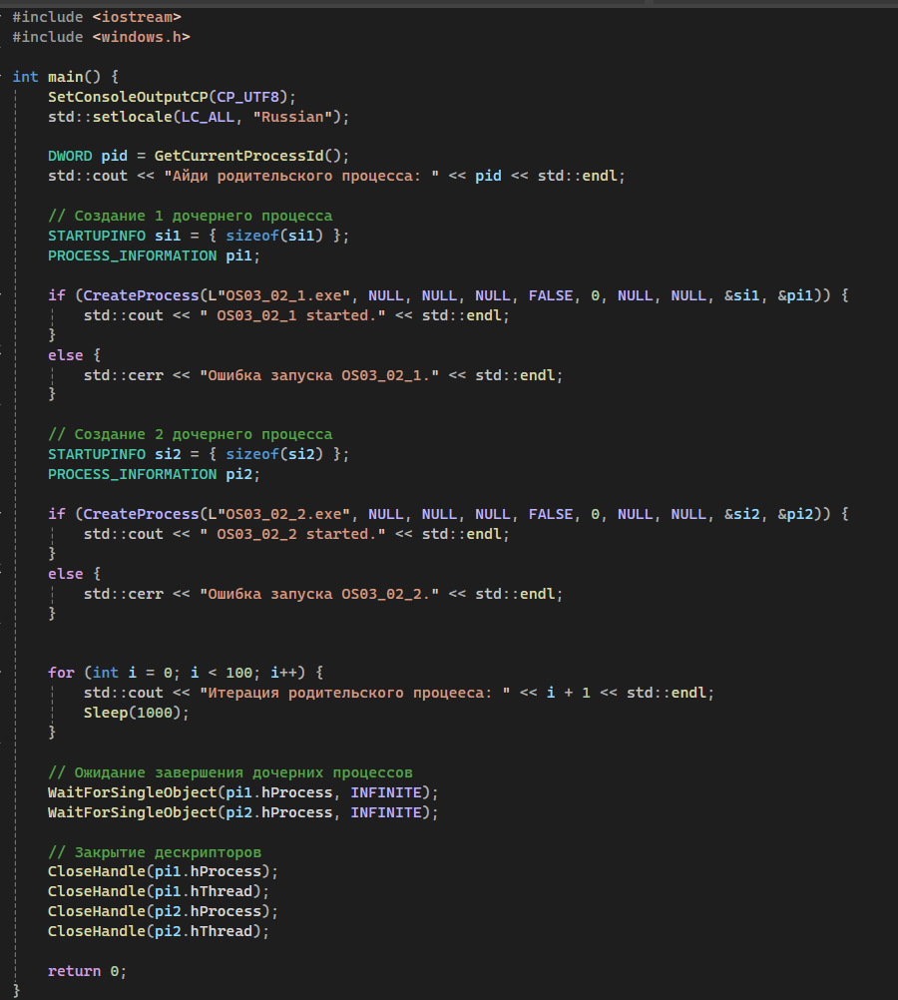 #include <iostream>
#include <windows.h>
int main() {
SetConsoleOutputCP(CP_UTF8);
std::setlocale(LC_ALL, "Russian");
DWORD pid = GetCurrentProcessId();
std::cout << "Айди родительского процесса: " << pid << std::endl;
// Создание 1 дочернего процесса
STARTUPINFO si1 = { sizeof(si1) };
PROCESS_INFORMATION pi1;
if (CreateProcess(L"OS03_02_1.exe", NULL, NULL, NULL, FALSE, 0, NULL, NULL, &si1, &pi1)) {
std::cout << " OS03_02_1 started." << std::endl;
}
else {
std::cerr << "Ошибка запуска OS03_02_1." << std::endl;
}
// Создание 2 дочернего процесса
STARTUPINFO si2 = { sizeof(si2) };
PROCESS_INFORMATION pi2;
if (CreateProcess(L"OS03_02_2.exe", NULL, NULL, NULL, FALSE, 0, NULL, NULL, &si2, &pi2)) {
std::cout << " OS03_02_2 started." << std::endl;
}
else {
std::cerr << "Ошибка запуска OS03_02_2." << std::endl;
}
for (int i = 0; i < 100; i++) {
std::cout << "Итерация родительского процееса: " << i + 1 << std::endl;
Sleep(1000);
}
// Ожидание завершения дочерних процессов
WaitForSingleObject(pi1.hProcess, INFINITE);
WaitForSingleObject(pi2.hProcess, INFINITE);
// Закрытие дескрипторов
CloseHandle(pi1.hProcess);
CloseHandle(pi1.hThread);
CloseHandle(pi2.hProcess);
CloseHandle(pi2.hThread);
return 0;
}